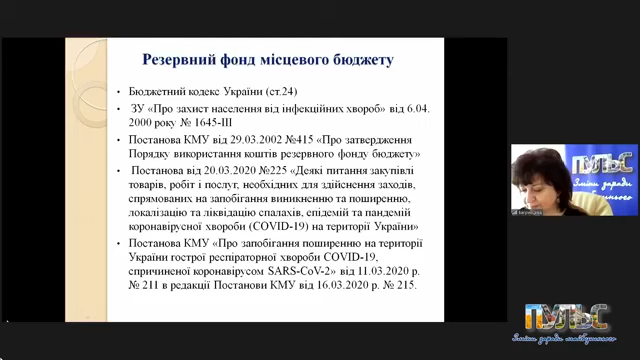 Резервний фонд місцевого бюджету
• Бюджетний кодекс України (ст.24)
• ЗУ «Про захист населення від інфекційних хвороб» від 6.04.
2000 року № 1645-III
• Постанова КМУ від 29.03.2002 №415 «Про затвердження
Порядку використання коштів резервного фонду бюджету»
• Постанова від 20.03.2020 №225 «Деякі питання закупівлі
товарів, робіт і послуг, необхідних для здійснення заходів,
спрямованих на запобігання виникненню та поширенню,
локалізацію та ліквідацію спалахів, епідемій та пандемій
коронавірусної хвороби (COVID-19) на території України»
• Постанова КМУ «Про запобігання поширенню на території
України гострої респіраторної хвороби COVID-19,
спричиненої коронавірусом SARS-CoV-2» від 11.03.2020 р.
№ 211 в редакції Постанови КМУ від 16.03.2020 р. № 215.
ПУЛЬС
Зміни заради
майбутнього
ПУЛЬС
Зміни заради майбутнього